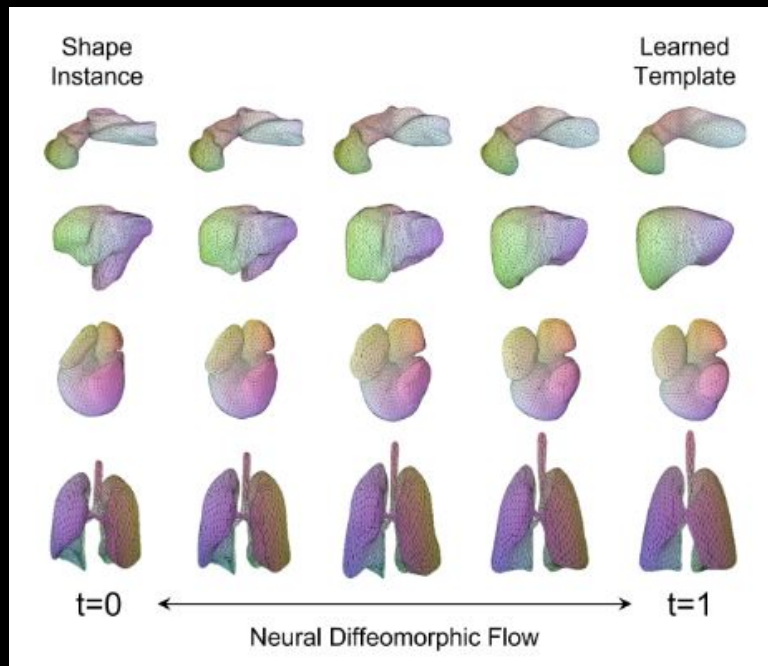 Shape
Instance
Learned
Template
t=0
t=1
Neural Diffeomorphic Flow